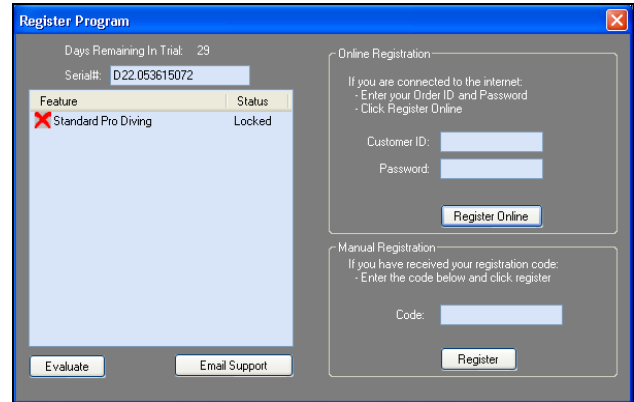 Register Program
Days Remaining In Trial: 29
Serial#: D22.053615072
Feature Status
Standard Pro Diving Locked
Evaluate
Email Support
Online Registration
If you are connected to the internet:
- Enter your Order ID and Password
- Click Register Online
Customer ID:
Password:
Register Online
Manual Registration
If you have received your registration code:
- Enter the code below and click register
Code:
Register